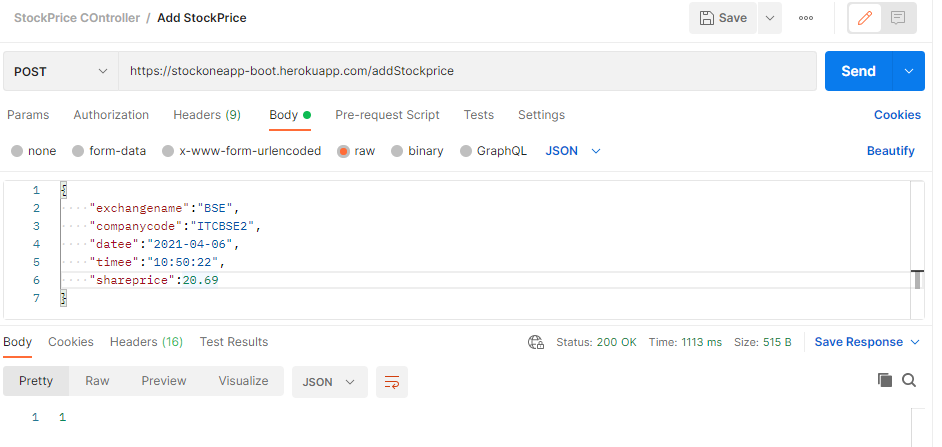 StockPrice COntroller / Add StockPrice
Save
POST https://stockoneapp-boot.herokuapp.com/addStockprice Send
Params Authorization Headers (9) Body Pre-request Script Tests Settings Cookies
none form-data x-www-form-urlencoded raw binary GraphQL JSON Beautify
1 {
2 "exchangename":"BSE",
3 "companycode":"ITCBSE2",
4 "datee":"2021-04-06",
5 "timee":"10:50:22",
6 "shareprice":20.69
7 }
Body Cookies Headers (16) Test Results Status: 200 OK Time: 1113 ms Size: 515 B Save Response
Pretty Raw Preview Visualize JSON
1 1